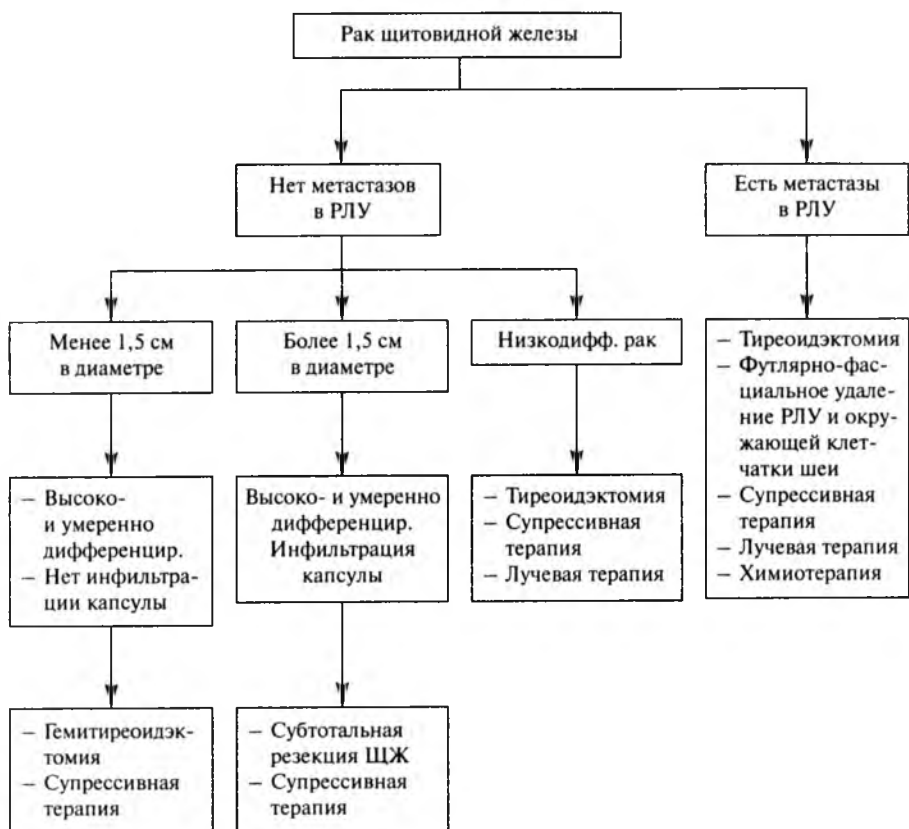 Рак щитовидной железы
Нет метастазов
в РЛУ
Есть метастазы
в РЛУ
Менее 1,5 см
в диаметре
Более 1,5 см
в диаметре
Низкодифф. рак
– Тиреоидэктомия
– Футлярно-фас-
циальное удале-
ние РЛУ и окру-
жающей клет-
чатки шеи
– Супрессивная
терапия
– Лучевая терапия
– Химиотерапия
– Высоко-
и умеренно
дифференцир.
– Нет инфильтра-
ции капсулы
Высоко- и умеренно
дифференцир.
Инфильтрация
капсулы
– Тиреоидэктомия
– Супрессивная
терапия
– Лучевая терапия
– Гемитиреоидэк-
томия
– Супрессивная
терапия
– Субтотальная
резекция ЩЖ
– Супрессивная
терапия